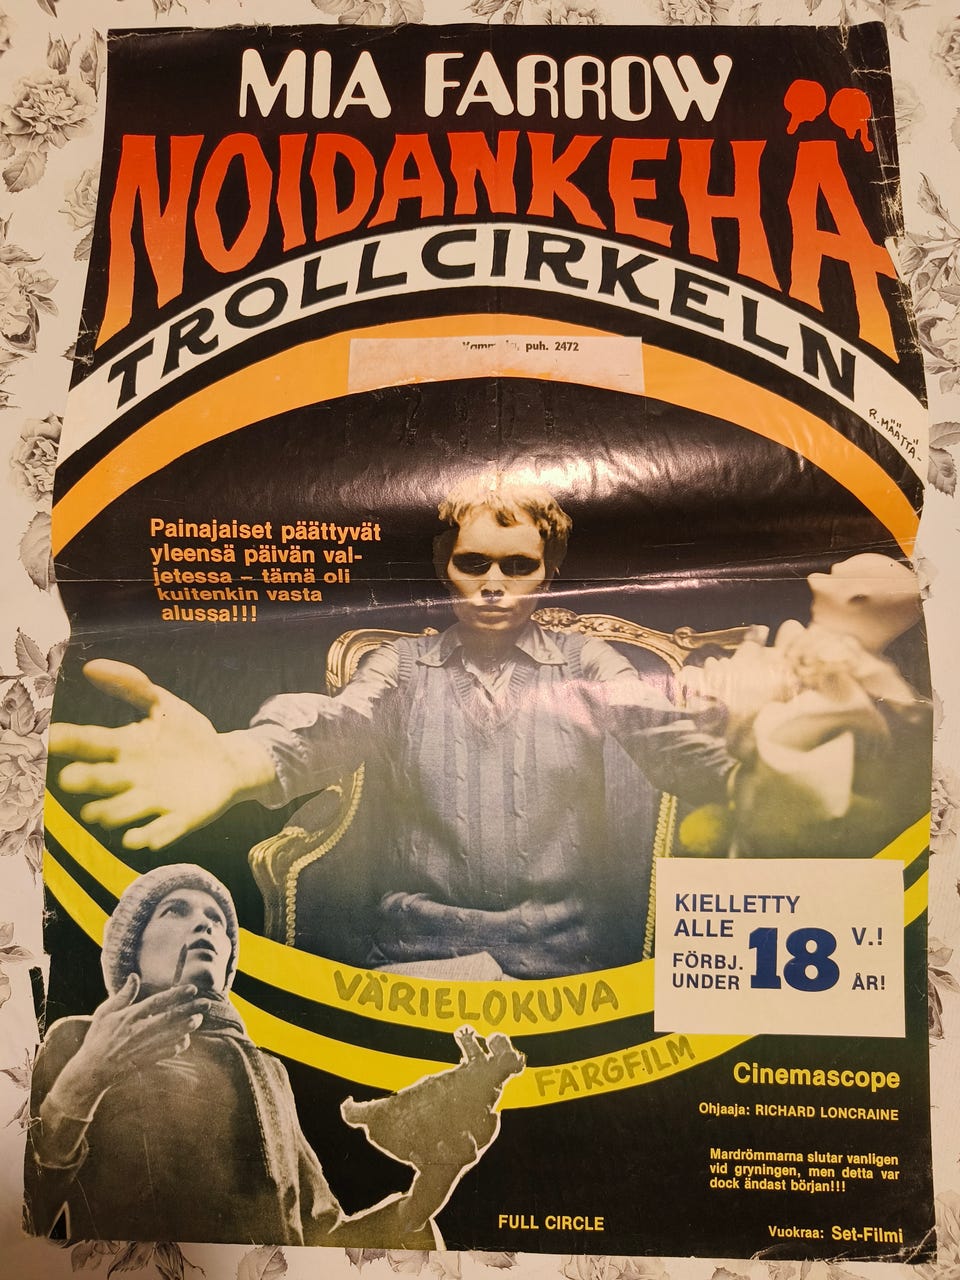 MIA FARROW
NOIDANKEHÄ
TROLLCIRKELN
R. MÄÄTTÄ-
puh. 2472
Painajaiset päättyvät
yleensä päivän val-
jetessa – tämä oli
kuitenkin vasta
alussa!!!
KIELLETTY
ALLE
FÖRBJ.
UNDER
18
V.!
ÅR!
VÄRIELOKUVA
FÄRGFILM
Cinemascope
Ohjaaja: RICHARD LONCRAINE
Mardrömmarna slutar vanligen
vid gryningen, men detta var
dock ändast början!!!
FULL CIRCLE
Vuokraa: Set-Filmi